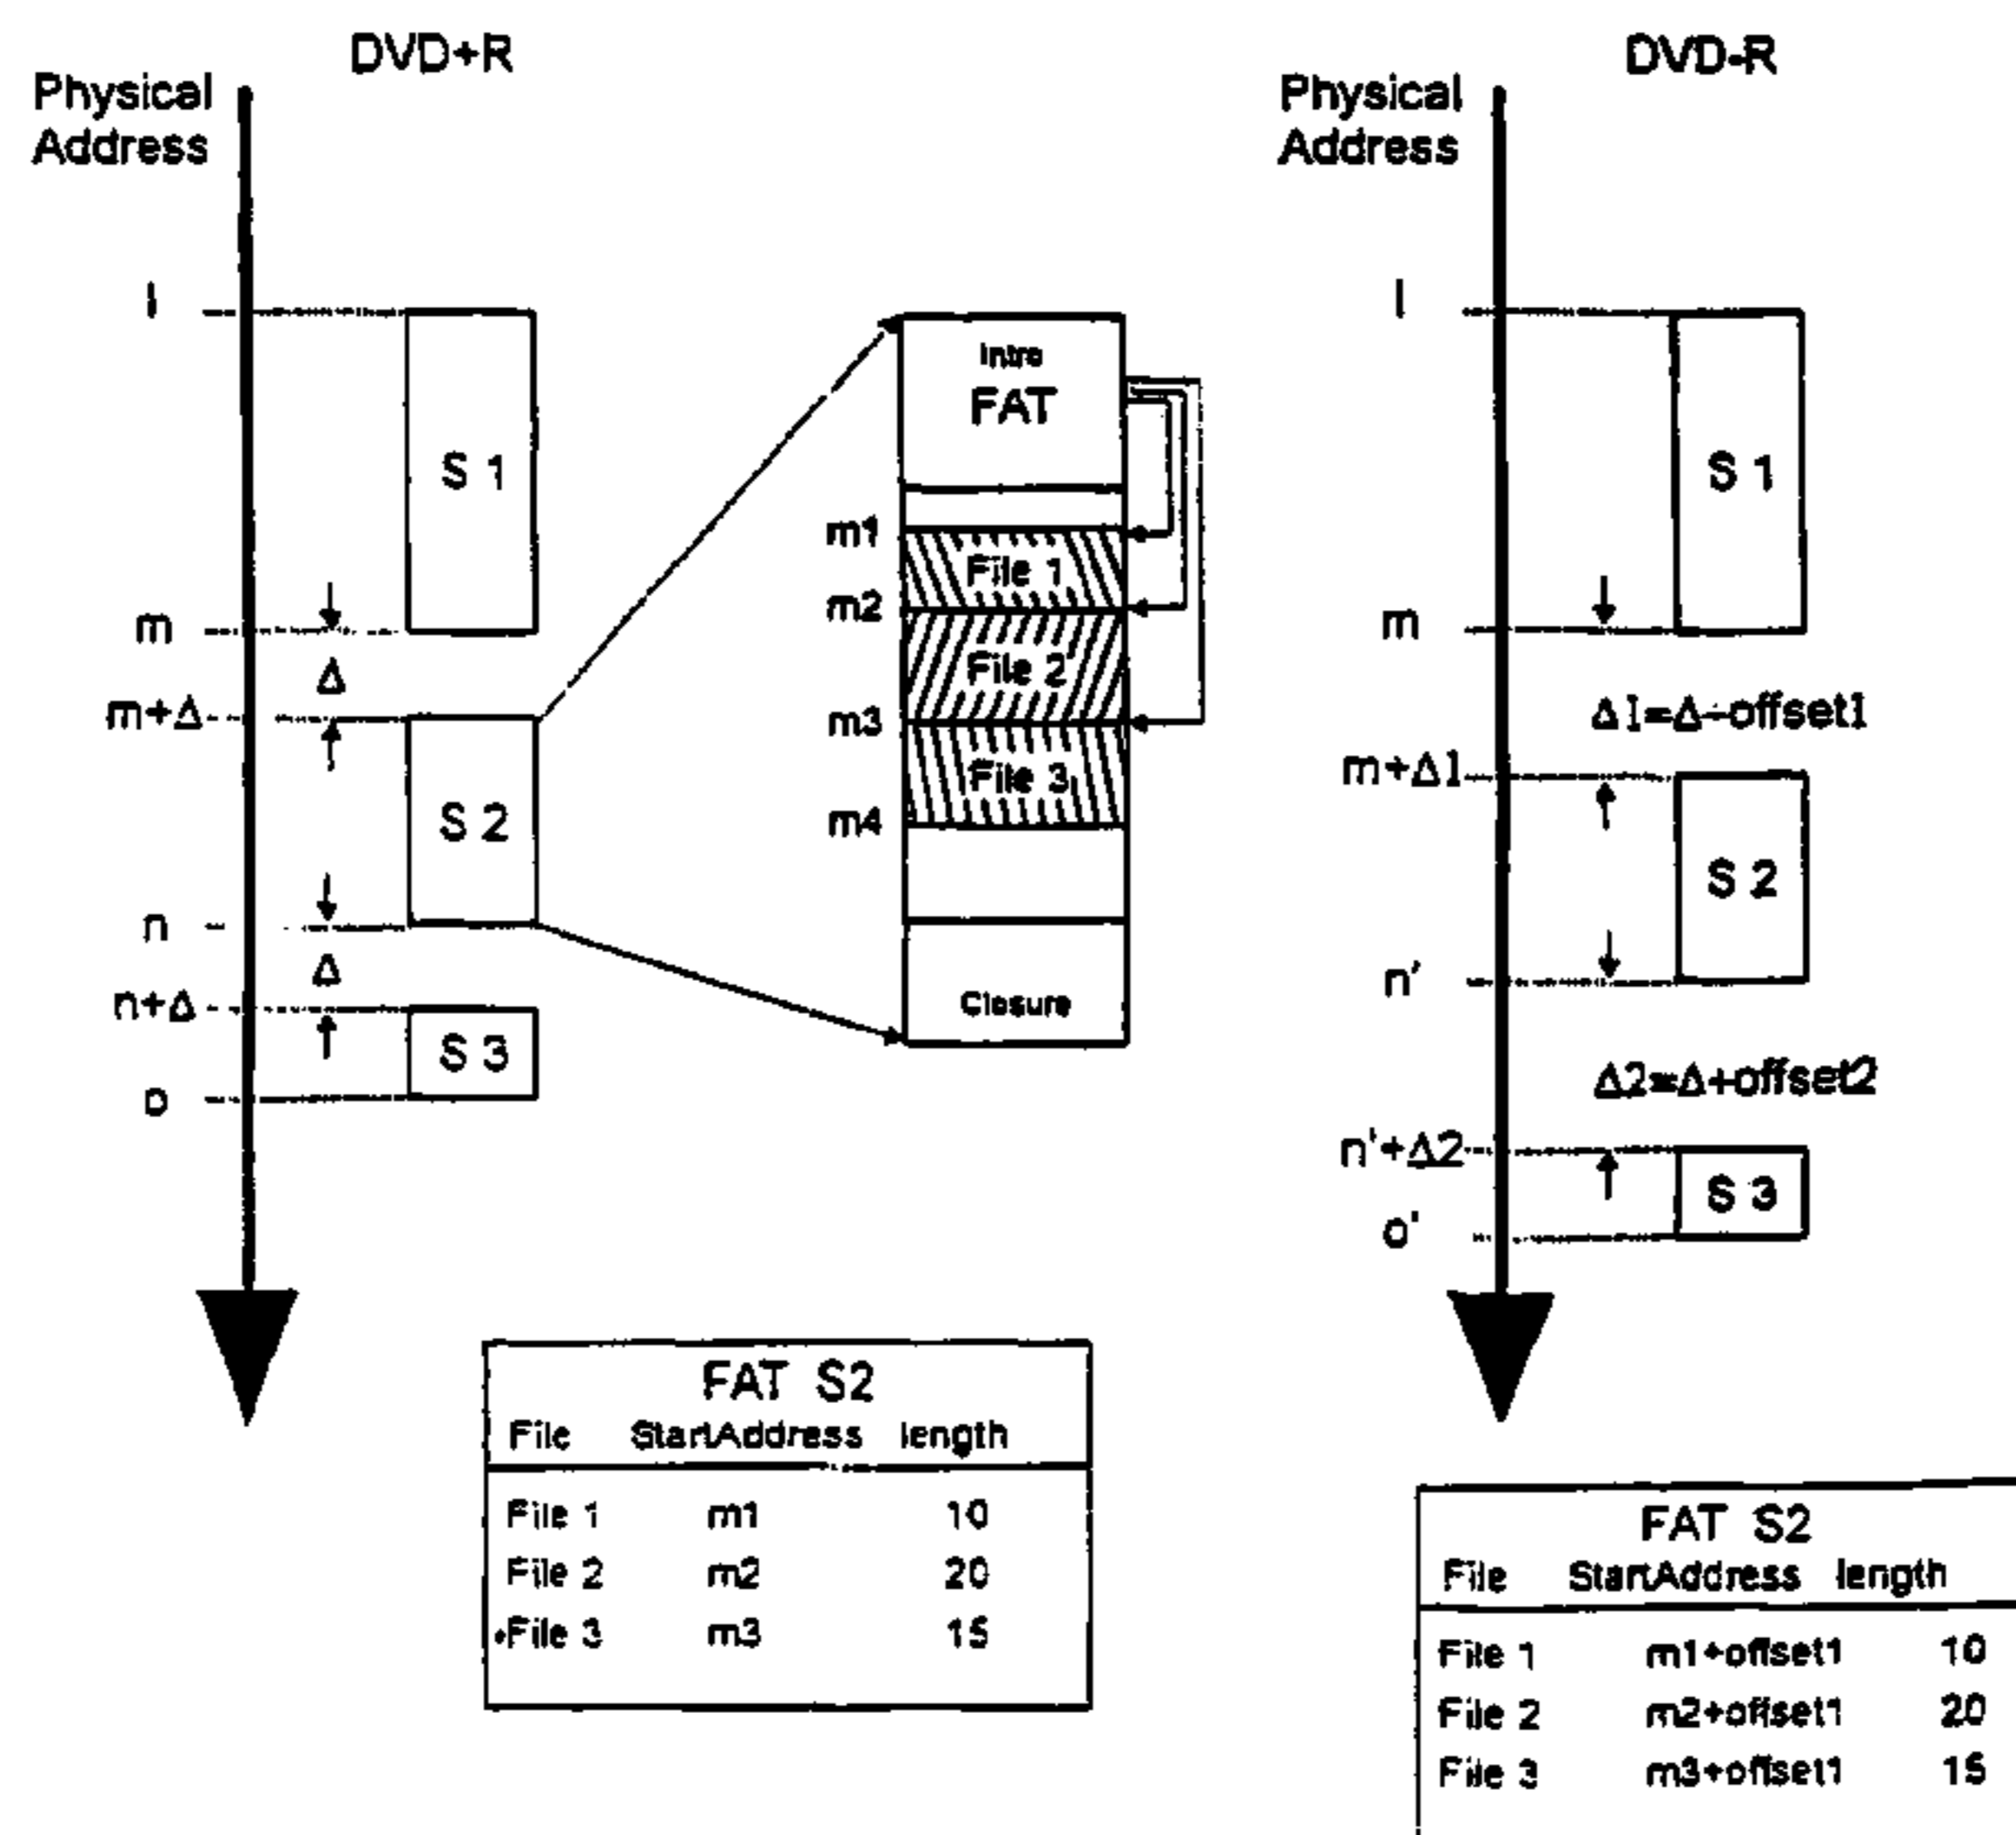 DVD+R
Physical
Address
l
S 1
m
Δ
m+Δ
S 2
n
Δ
n+Δ
S 3
o
Intro
FAT
m1
File 1
m2
File 2
m3
File 3
m4
Closure
FAT S2
File StartAddress length
File 1 m1 10
File 2 m2 20
File 3 m3 15
DVD-R
Physical
Address
l
S 1
m
Δ1=Δ+offset1
m+Δ1
S 2
n'
Δ2=Δ+offset2
n'+Δ2
S 3
o'
FAT S2
File StartAddress length
File 1 m1+offset1 10
File 2 m2+offset1 20
File 3 m3+offset1 15